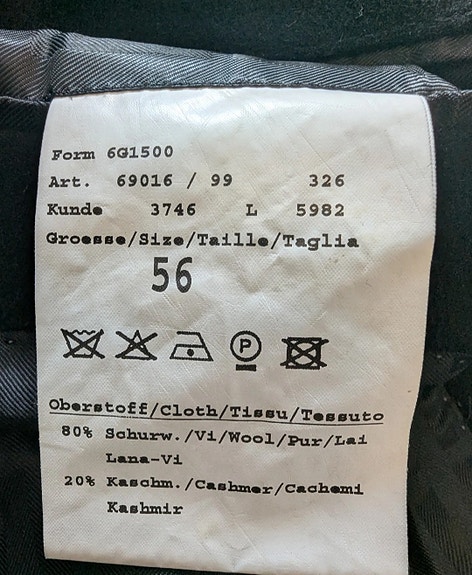 Form 6G1500
Art. 69016 / 99 326
Kunde 3746 L 5982
Groesse/Size/Taille/Taglia
56
P
Oberstoff/Cloth/Tissu/Tessuto
80% Schurw./Vi/Wool/Pur/Lai
Lana-Vi
20% Kaschm./Cashmer/Cachemi
Kashmir